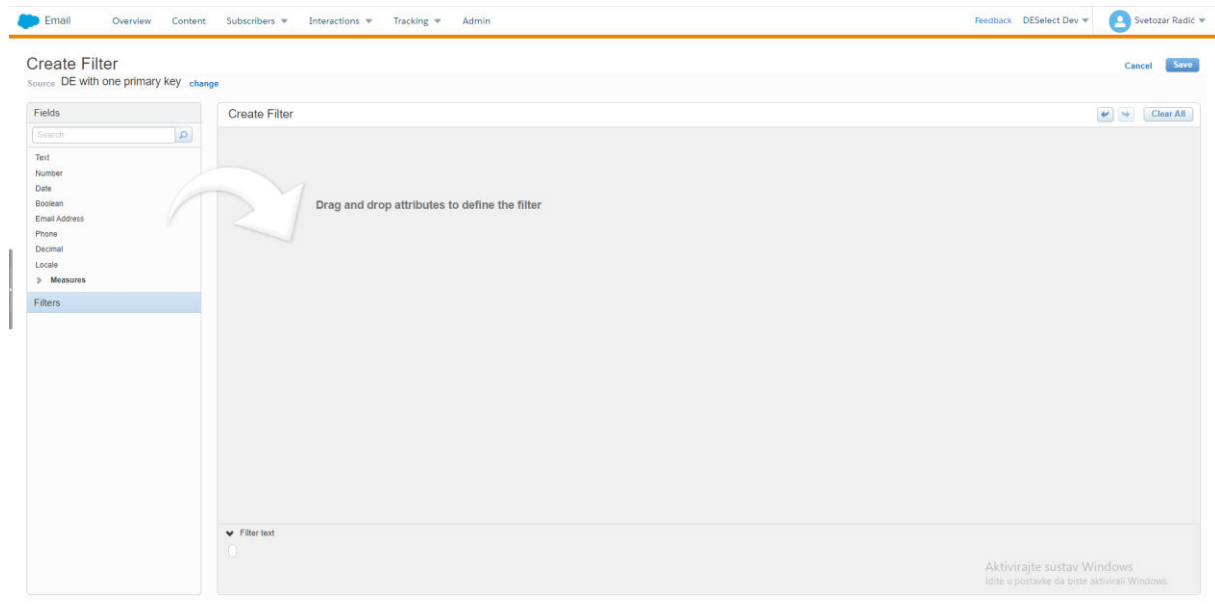 Email Overview Content Subscribers Interactions Tracking Admin Feedback DESelect Dev Svetozar Radić
Create Filter
Cancel Save
Source DE with one primary key change
Fields
Create Filter
Clear All
Search
Text
Number
Date
Boolean
Email Address
Phone
Decimal
Locale
Measures
Filters
Drag and drop attributes to define the filter
Filter text
Aktivirajte sustav Windows
Idite u postavke da biste aktivirali Windows.